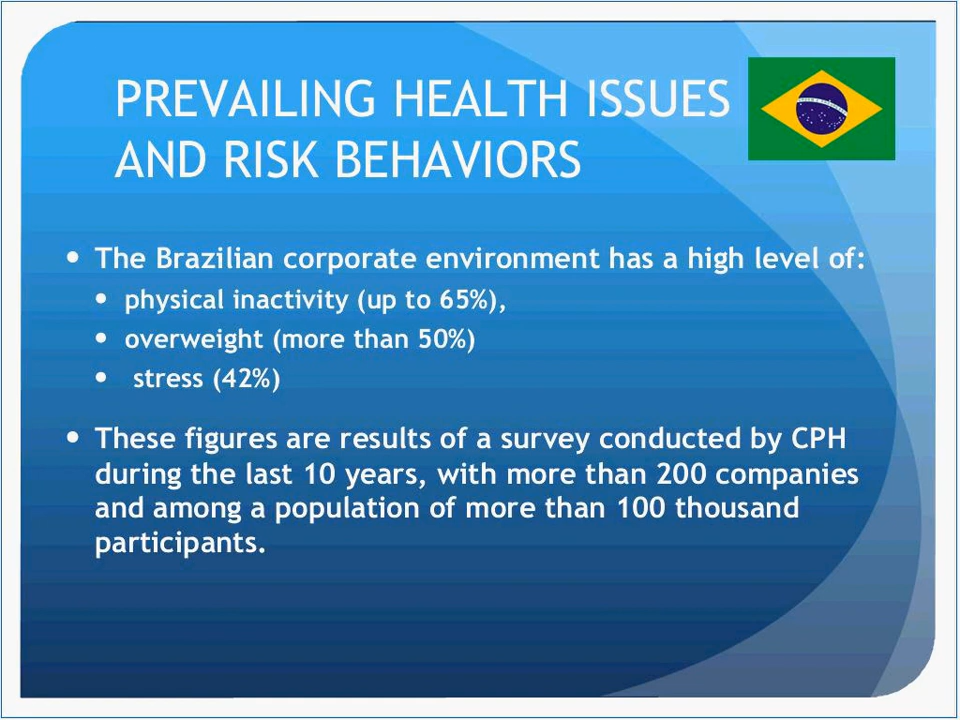 PREVAILING HEALTH ISSUES
AND RISK BEHAVIORS
• The Brazilian corporate environment has a high level of:
• physical inactivity (up to 65%),
• overweight (more than 50%)
• stress (42%)
• These figures are results of a survey conducted by CPH
during the last 10 years, with more than 200 companies
and among a population of more than 100 thousand
participants.